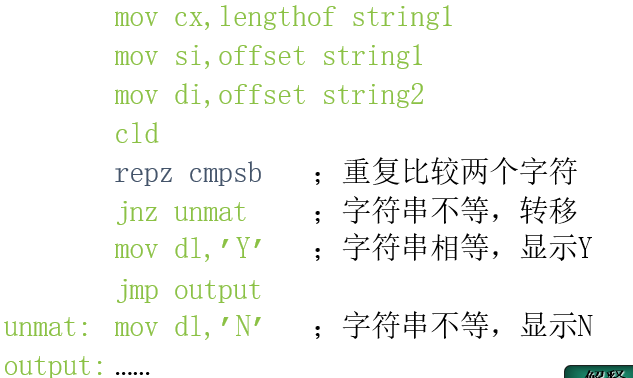 mov cx,lengthof string1
mov si,offset string1
mov di,offset string2
cld
repz cmpsb ；重复比较两个字符
jnz unmat ；字符串不等，转移
mov dl,′Y′ ；字符串相等，显示Y
jmp output
unmat: mov dl,′N′ ；字符串不等，显示N
output: ……
解释